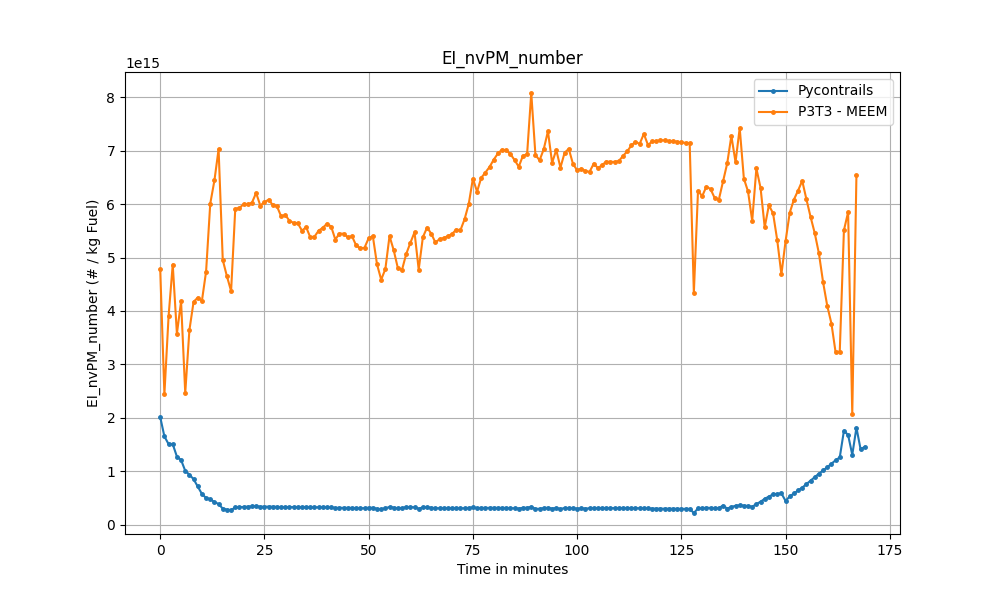 EI_nvPM_number
1e15
Pycontrails
P3T3 - MEEM
EI_nvPM_number (# / kg Fuel)
8
7
6
5
4
3
2
1
0
0 25 50 75 100 125 150 175
Time in minutes